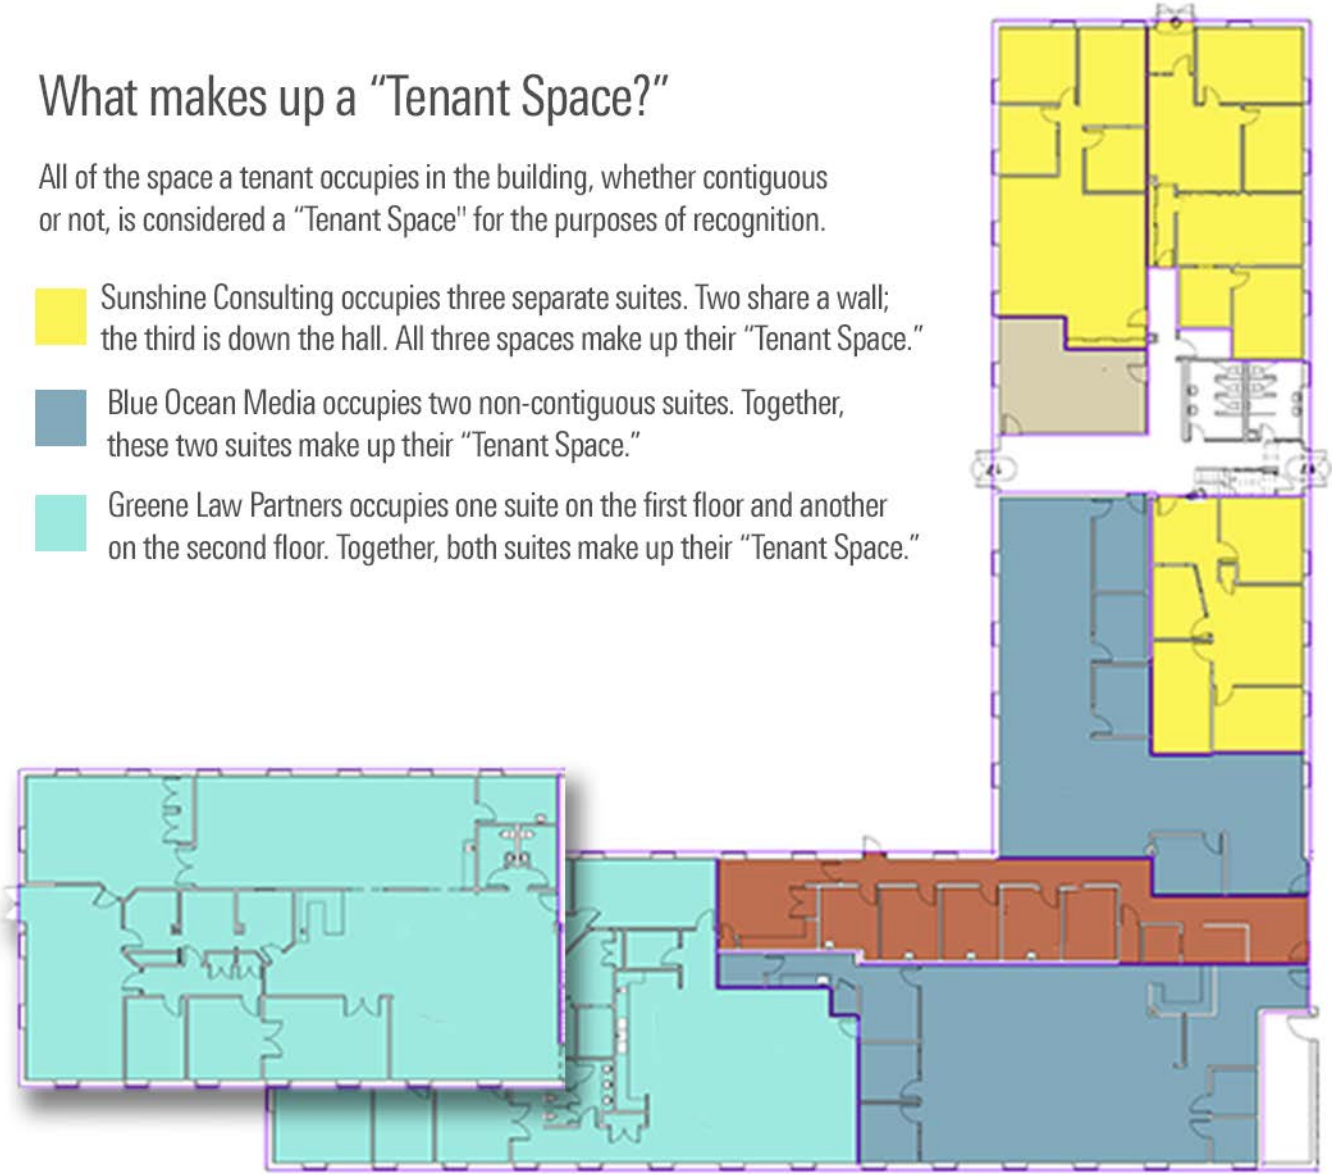 What makes up a “Tenant Space?”
All of the space a tenant occupies in the building, whether contiguous
or not, is considered a “Tenant Space" for the purposes of recognition.
Sunshine Consulting occupies three separate suites. Two share a wall;
the third is down the hall. All three spaces make up their “Tenant Space.”
Blue Ocean Media occupies two non-contiguous suites. Together,
these two suites make up their “Tenant Space.”
Greene Law Partners occupies one suite on the first floor and another
on the second floor. Together, both suites make up their “Tenant Space.”